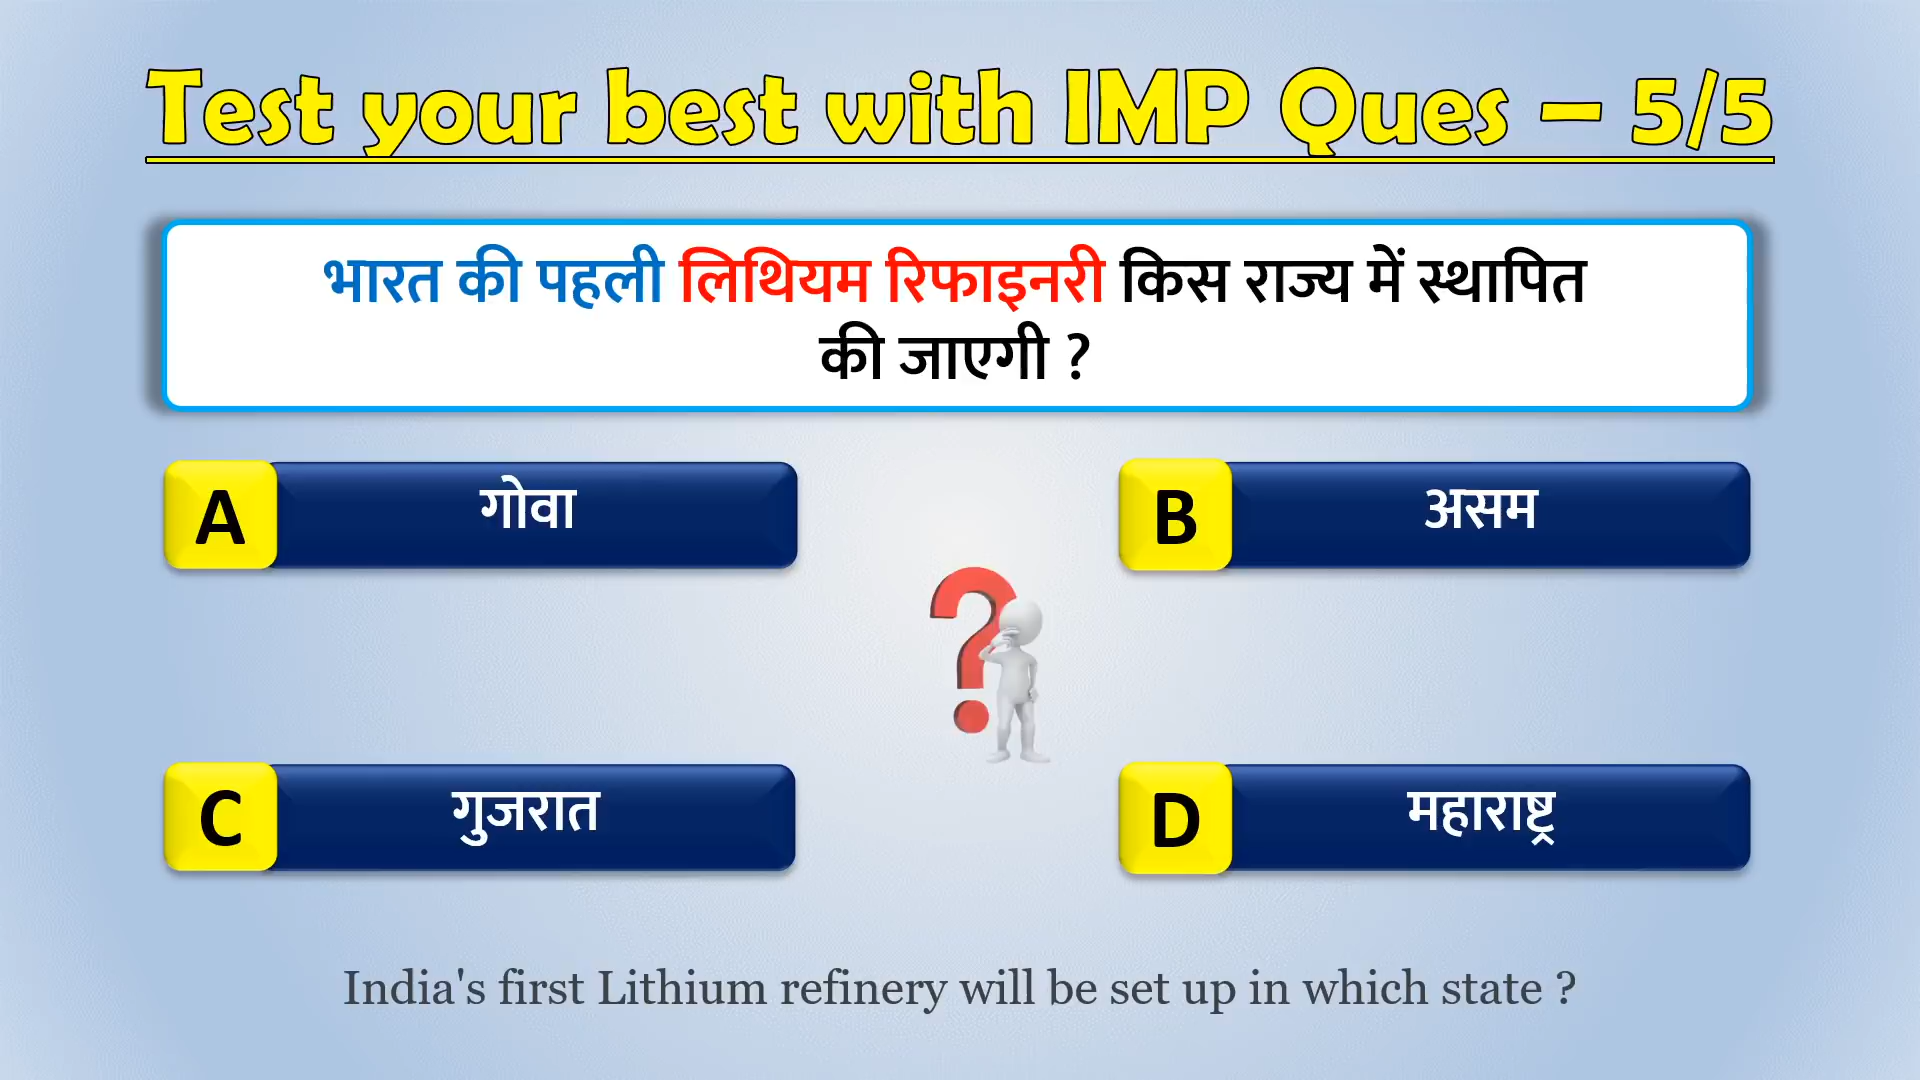 Test your best with IMP Ques – 5/5
भारत की पहली लिथियम रिफाइनरी किस राज्य में स्थापित
की जाएगी ?
A गोवा
B असम
C गुजरात
D महाराष्ट्र
India's first Lithium refinery will be set up in which state ?